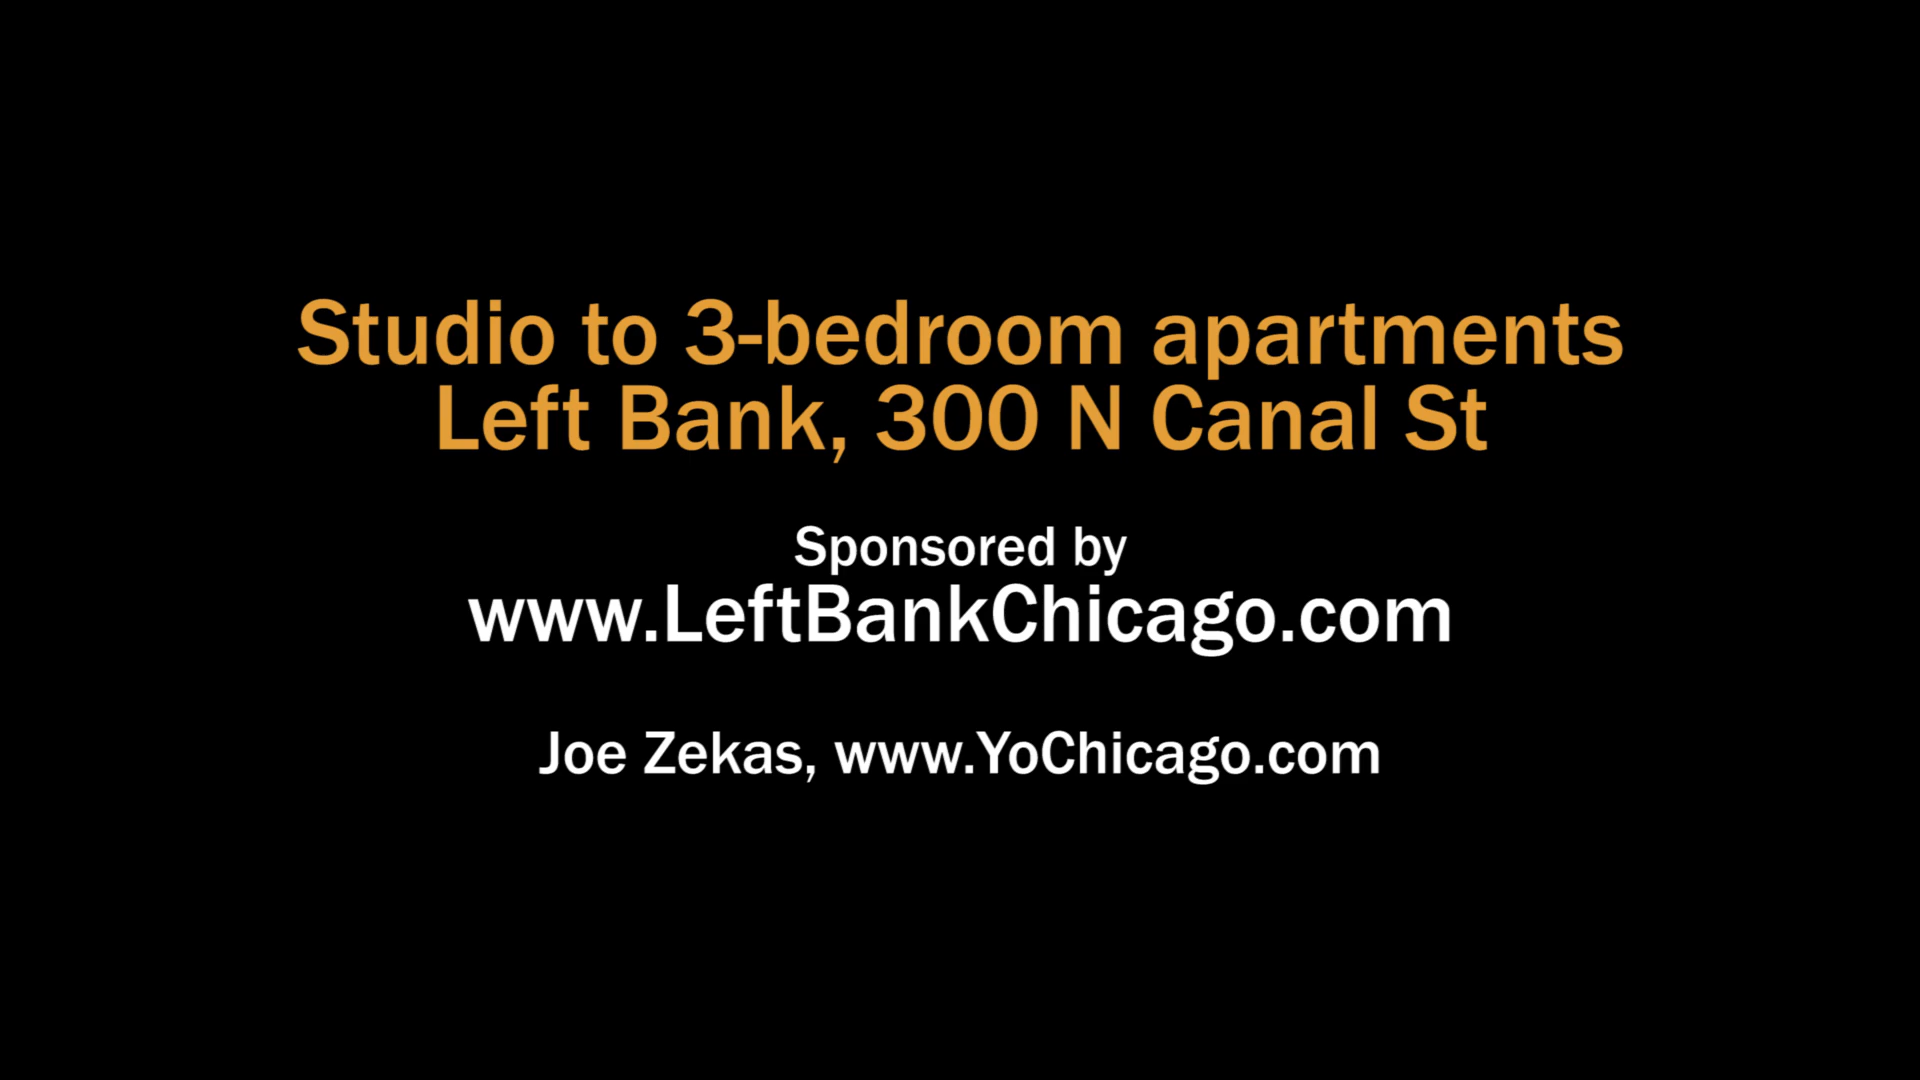 Studio to 3-bedroom apartments
Left Bank, 300 N Canal St
Sponsored by
www.LeftBankChicago.com
Joe Zekas, www.YoChicago.com